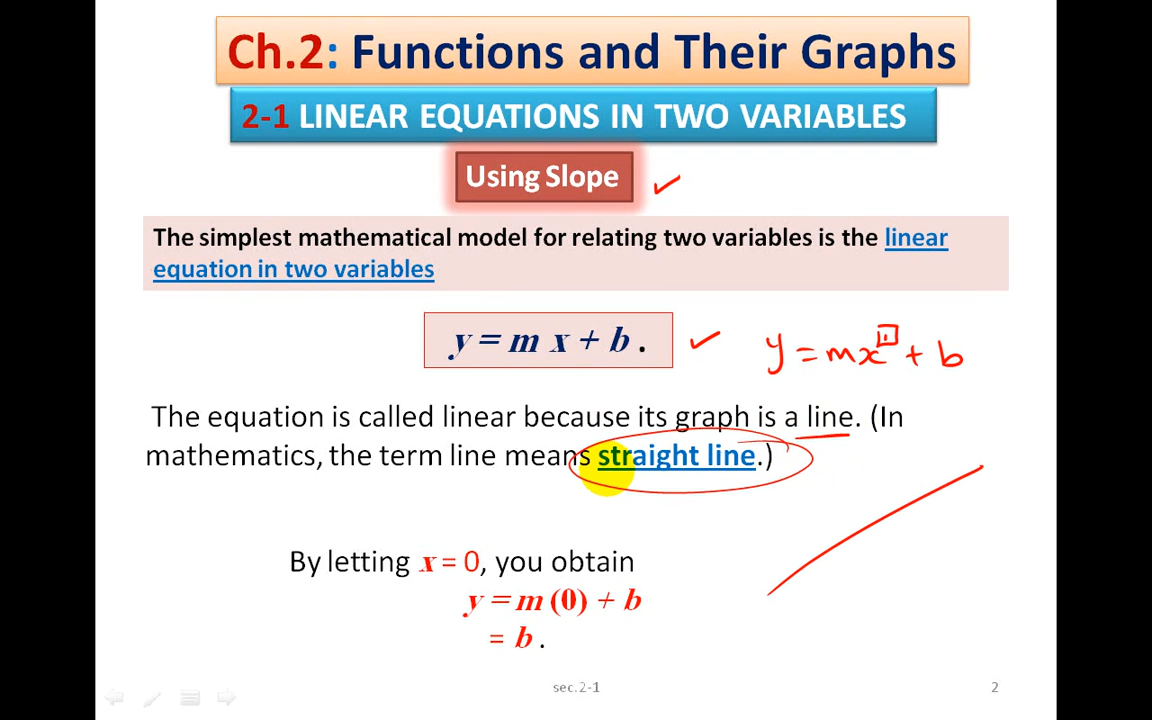 Ch.2: Functions and Their Graphs
2-1 LINEAR EQUATIONS IN TWO VARIABLES
Using Slope
The simplest mathematical model for relating two variables is the linear
equation in two variables
y = m x + b .
y = mx¹ + b
The equation is called linear because its graph is a line. (In
mathematics, the term line means straight line.)
By letting x = 0, you obtain
y = m (0) + b
= b .
sec.2-1
2